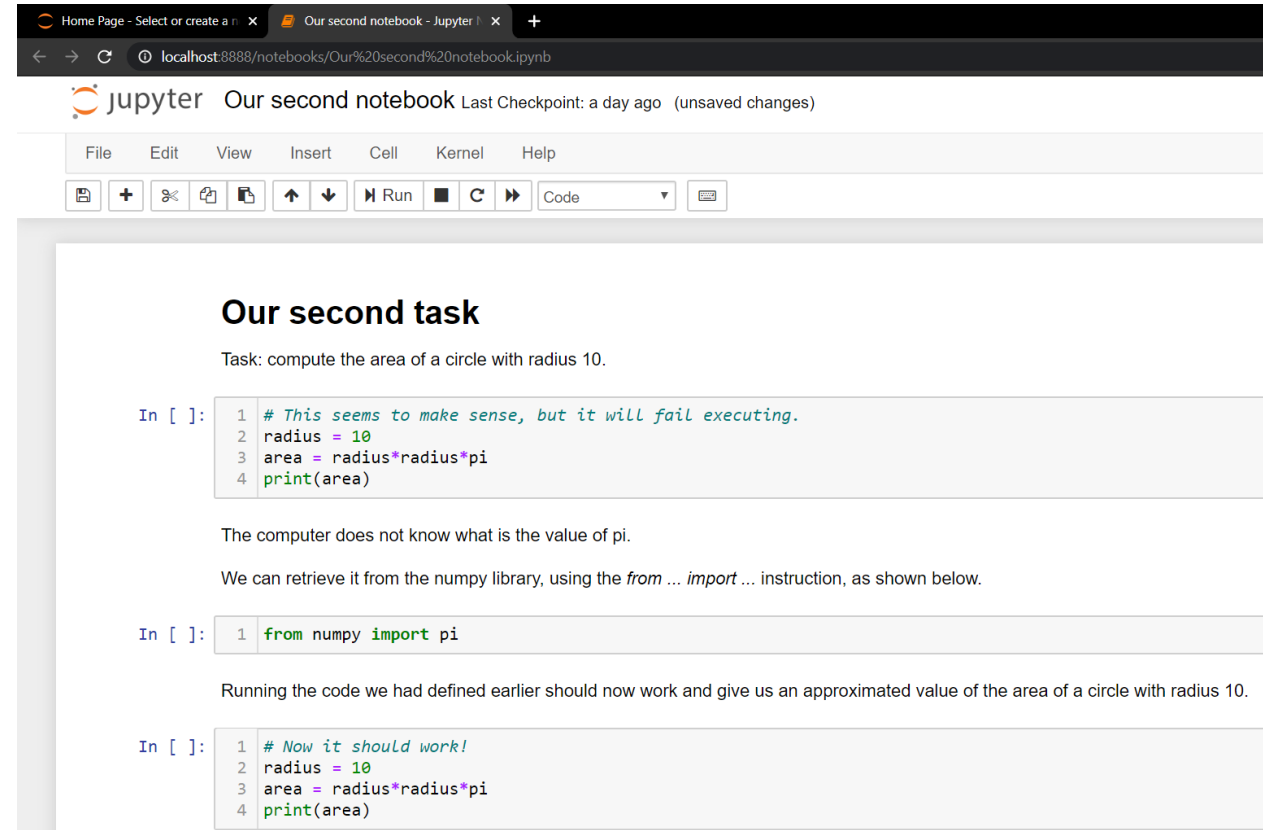 Home Page - Select or create a n
Our second notebook - Jupyter N
localhost:8888/notebooks/Our%20second%20notebook.ipynb
jupyter Our second notebook Last Checkpoint: a day ago (unsaved changes)
File Edit View Insert Cell Kernel Help
Run Code
Our second task
Task: compute the area of a circle with radius 10.
In [ ]: 1 # This seems to make sense, but it will fail executing.
2 radius = 10
3 area = radius*radius*pi
4 print(area)
The computer does not know what is the value of pi.
We can retrieve it from the numpy library, using the from ... import ... instruction, as shown below.
In [ ]: 1 from numpy import pi
Running the code we had defined earlier should now work and give us an approximated value of the area of a circle with radius 10.
In [ ]: 1 # Now it should work!
2 radius = 10
3 area = radius*radius*pi
4 print(area)